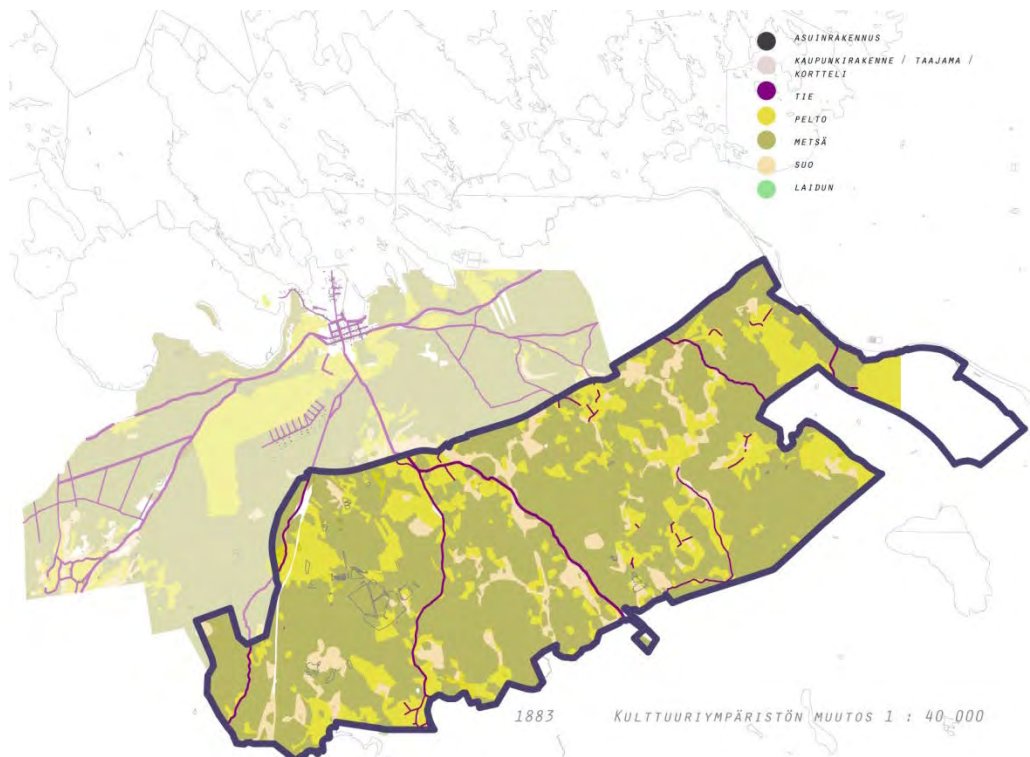 ASUINRAKENNUS
KAUPUNKIRAKENNE / TAAJAMA /
KORTTELI
TIE
PELTO
METSÄ
SUO
LAIDUN
1883 KULTTUURIYMPÄRISTÖN MUUTOS 1 : 40 000